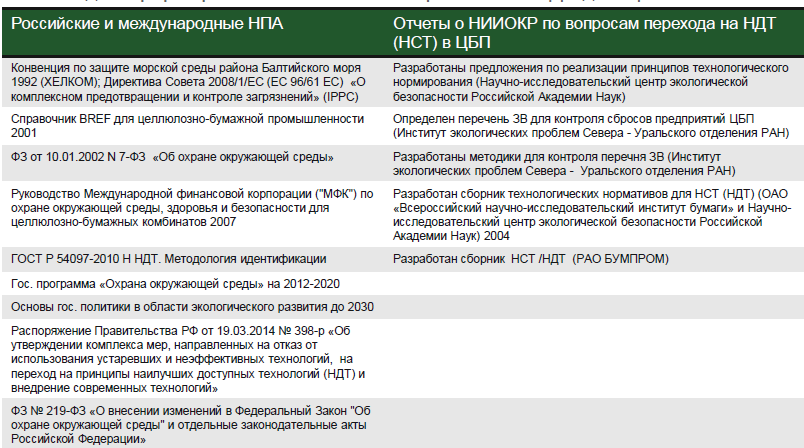 Российские и международные НПА
Отчеты о НИИОКР по вопросам перехода на НДТ
(НСТ) в ЦБП
Конвенция по защите морской среды района Балтийского моря
1992 (ХЕЛКОМ); Директива Совета 2008/1/ЕС (ЕС 96/61 ЕС) «О
комплексном предотвращении и контроле загрязнений» (IPPC)
Разработаны предложения по реализации принципов технологического
нормирования (Научно-исследовательский центр экологической
безопасности Российской Академии Наук)
Справочник BREF для целлюлозно-бумажной промышленности
2001
Определен перечень ЗВ для контроля сбросов предприятий ЦБП
(Институт экологических проблем Севера - Уральского отделения РАН)
ФЗ от 10.01.2002 N 7-ФЗ «Об охране окружающей среды»
Разработаны методики для контроля перечня ЗВ (Институт
экологических проблем Севера - Уральского отделения РАН)
Руководство Международной финансовой корпорации ("МФК") по
охране окружающей среды, здоровья и безопасности для
целлюлозно-бумажных комбинатов 2007
Разработан сборник технологических нормативов для НСТ (НДТ) (ОАО
«Всероссийский научно-исследовательский институт бумаги» и Научно-
исследовательский центр экологической безопасности Российской
Академии Наук) 2004
ГОСТ Р 54097-2010 Н НДТ. Методология идентификации
Разработан сборник НСТ /НДТ (РАО БУМПРОМ)
Гос. программа «Охрана окружающей среды» на 2012-2020
Основы гос. политики в области экологического развития до 2030
Распоряжение Правительства РФ от 19.03.2014 № 398-р «Об
утверждении комплекса мер, направленных на отказ от
использования устаревших и неэффективных технологий, на
переход на принципы наилучших доступных технологий (НДТ) и
внедрение современных технологий»
ФЗ № 219-ФЗ «О внесении изменений в Федеральный Закон "Об
охране окружающей среды" и отдельные законодательные акты
Российской Федерации»